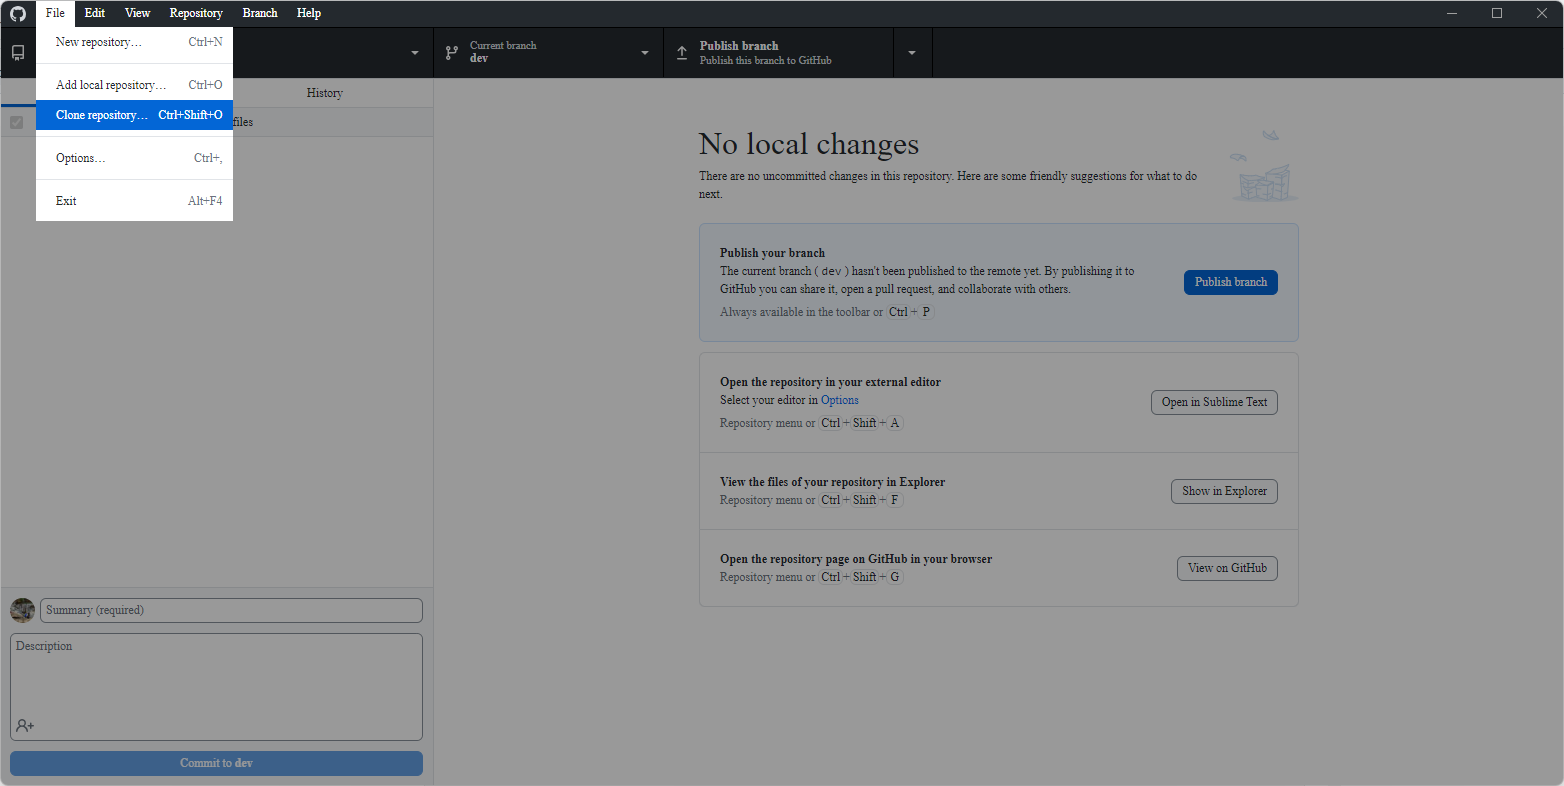 File Edit View Repository Branch Help
New repository… Ctrl+N
Add local repository… Ctrl+O
Clone repository… Ctrl+Shift+O
Options… Ctrl+,
Exit Alt+F4
Current branch
dev
Publish branch
Publish this branch to GitHub
History
files
Summary (required)
Description
Commit to dev
No local changes
There are no uncommitted changes in this repository. Here are some friendly suggestions for what to do
next.
Publish your branch
The current branch ( dev ) hasn't been published to the remote yet. By publishing it to
GitHub you can share it, open a pull request, and collaborate with others.
Always available in the toolbar or Ctrl + P
Publish branch
Open the repository in your external editor
Select your editor in Options
Repository menu or Ctrl + Shift + A
Open in Sublime Text
View the files of your repository in Explorer
Repository menu or Ctrl + Shift + F
Show in Explorer
Open the repository page on GitHub in your browser
Repository menu or Ctrl + Shift + G
View on GitHub